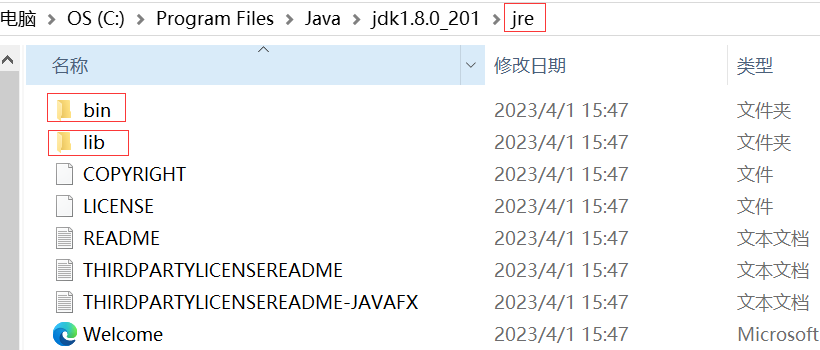 电脑 > OS (C:) > Program Files > Java > jdk1.8.0_201 > jre
名称 修改日期 类型
bin 2023/4/1 15:47 文件夹
lib 2023/4/1 15:47 文件夹
COPYRIGHT 2023/4/1 15:47 文件
LICENSE 2023/4/1 15:47 文件
README 2023/4/1 15:47 文本文档
THIRDPARTYLICENSEREADME 2023/4/1 15:47 文本文档
THIRDPARTYLICENSEREADME-JAVAFX 2023/4/1 15:47 文本文档
Welcome 2023/4/1 15:47 Microsoft